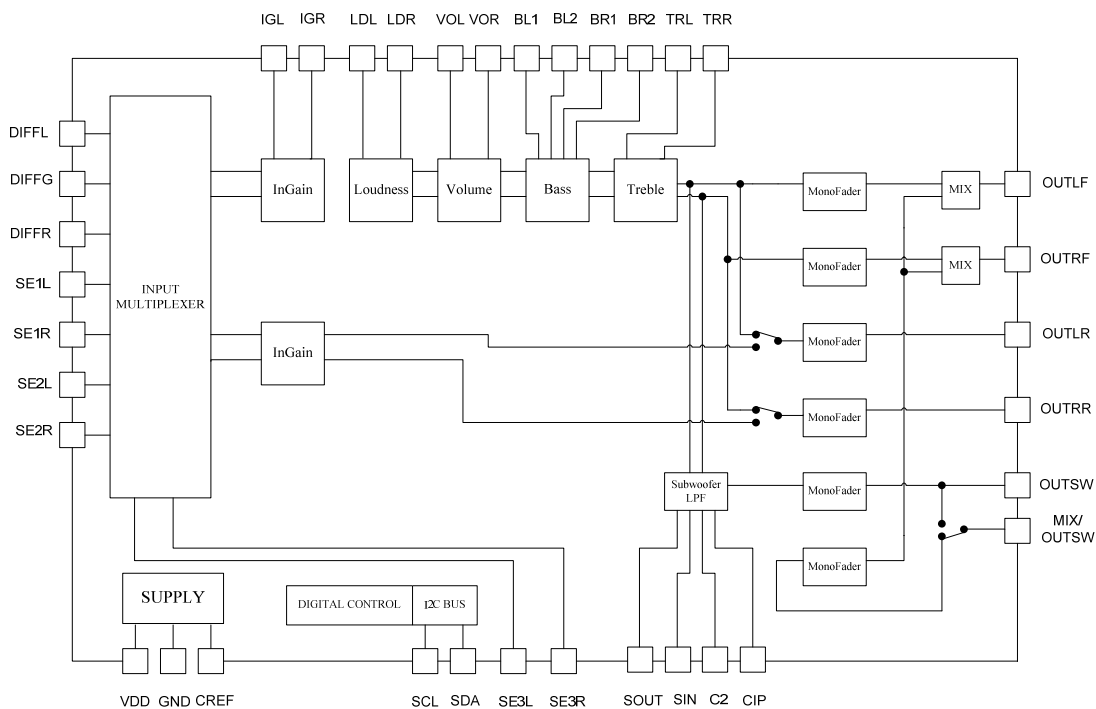 IGL IGR LDL LDR VOL VOR BL1 BL2 BR1 BR2 TRL TRR
DIFFL
DIFFG
DIFFR
SE1L
SE1R
SE2L
SE2R
INPUT
MULTIPLEXER
InGain
Loudness
Volume
Bass
Treble
MonoFader
MIX
OUTLF
MonoFader
MIX
OUTRF
InGain
MonoFader
OUTLR
MonoFader
OUTRR
Subwoofer
LPF
MonoFader
OUTSW
MIX/
OUTSW
MonoFader
SUPPLY
DIGITAL CONTROL
I2C BUS
VDD GND CREF SCL SDA SE3L SE3R SOUT SIN C2 CIP